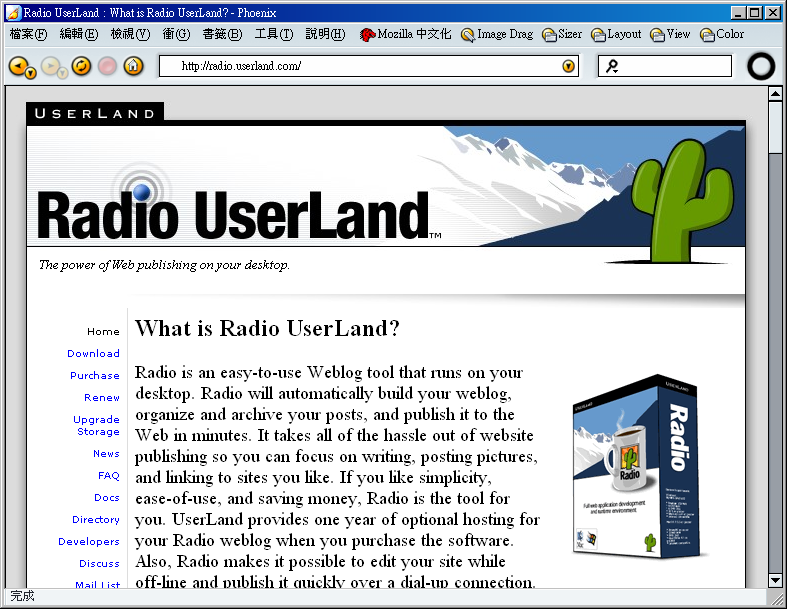 Radio UserLand : What is Radio UserLand? - Phoenix
檔案(F) 編輯(E) 檢視(V) 衝(G) 書籤(B) 工具(T) 說明(H) Mozilla 中文化 Image Drag Sizer Layout View Color
http://radio.userland.com/
USERLAND
Radio UserLand™
The power of Web publishing on your desktop.
Home
Download
Purchase
Renew
Upgrade
Storage
News
FAQ
Docs
Directory
Developers
Discuss
Mail List
What is Radio UserLand?
Radio is an easy-to-use Weblog tool that runs on your
desktop. Radio will automatically build your weblog,
organize and archive your posts, and publish it to the
Web in minutes. It takes all of the hassle out of website
publishing so you can focus on writing, posting pictures,
and linking to sites you like. If you like simplicity,
ease-of-use, and saving money, Radio is the tool for
you. UserLand provides one year of optional hosting for
your Radio weblog when you purchase the software.
Also, Radio makes it possible to edit your site while
off-line and publish it quickly over a dial-up connection.
USERLAND
USERLAND
Radio
Radio
Full web application development
and runtime environment.
完成